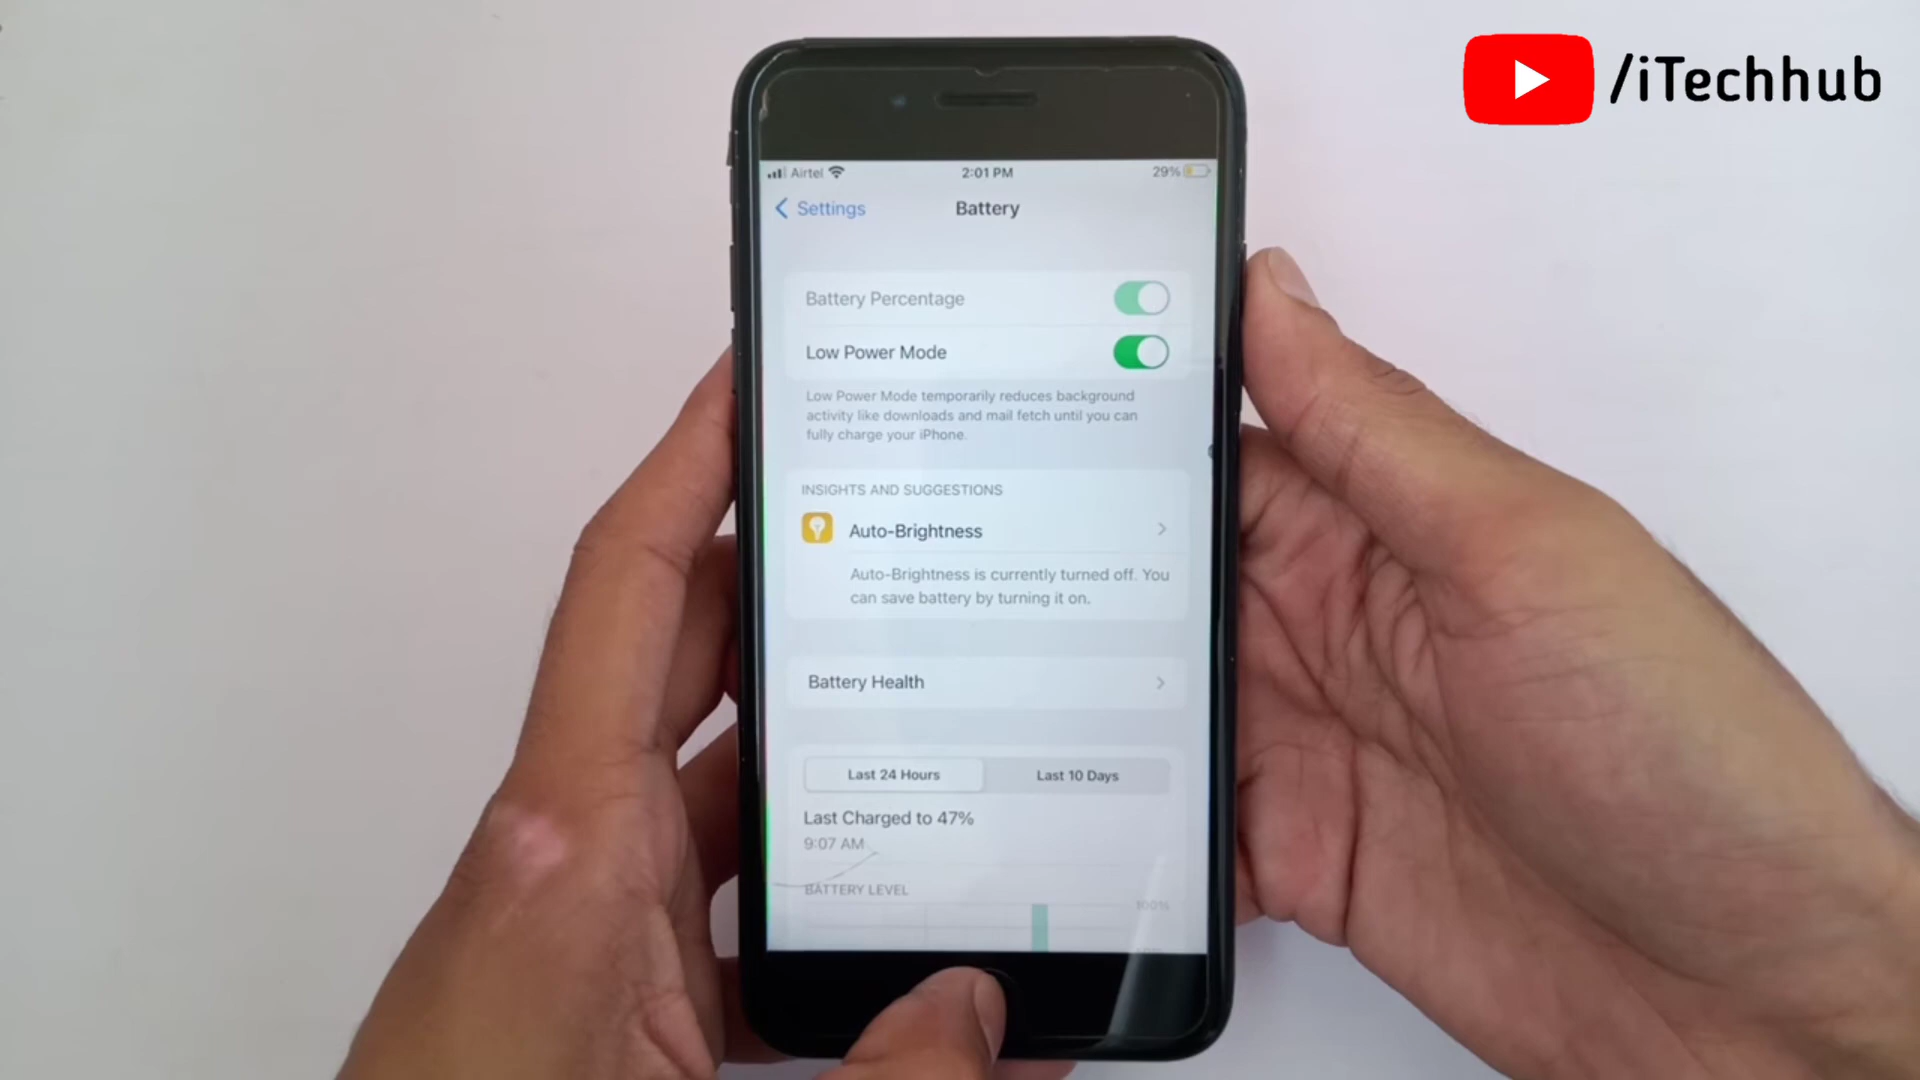 /iTechhub
Airtel 2:01 PM 29%
Settings Battery
Battery Percentage
Low Power Mode
Low Power Mode temporarily reduces background
activity like downloads and mail fetch until you can
fully charge your iPhone.
INSIGHTS AND SUGGESTIONS
Auto-Brightness
Auto-Brightness is currently turned off. You
can save battery by turning it on.
Battery Health
Last 24 Hours Last 10 Days
Last Charged to 47%
9:07 AM
BATTERY LEVEL
100%